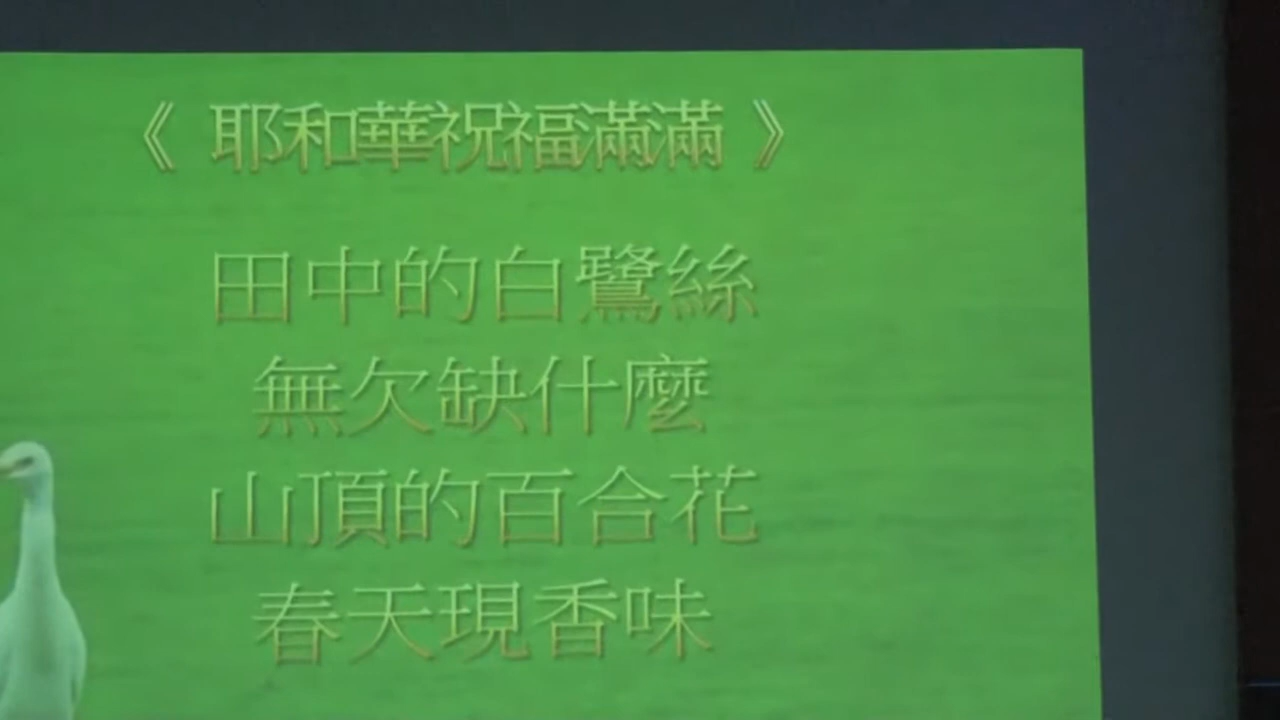 《 耶和華祝福滿滿 》
田中的白鷺絲
無欠缺什麼
山頂的百合花
春天現香味